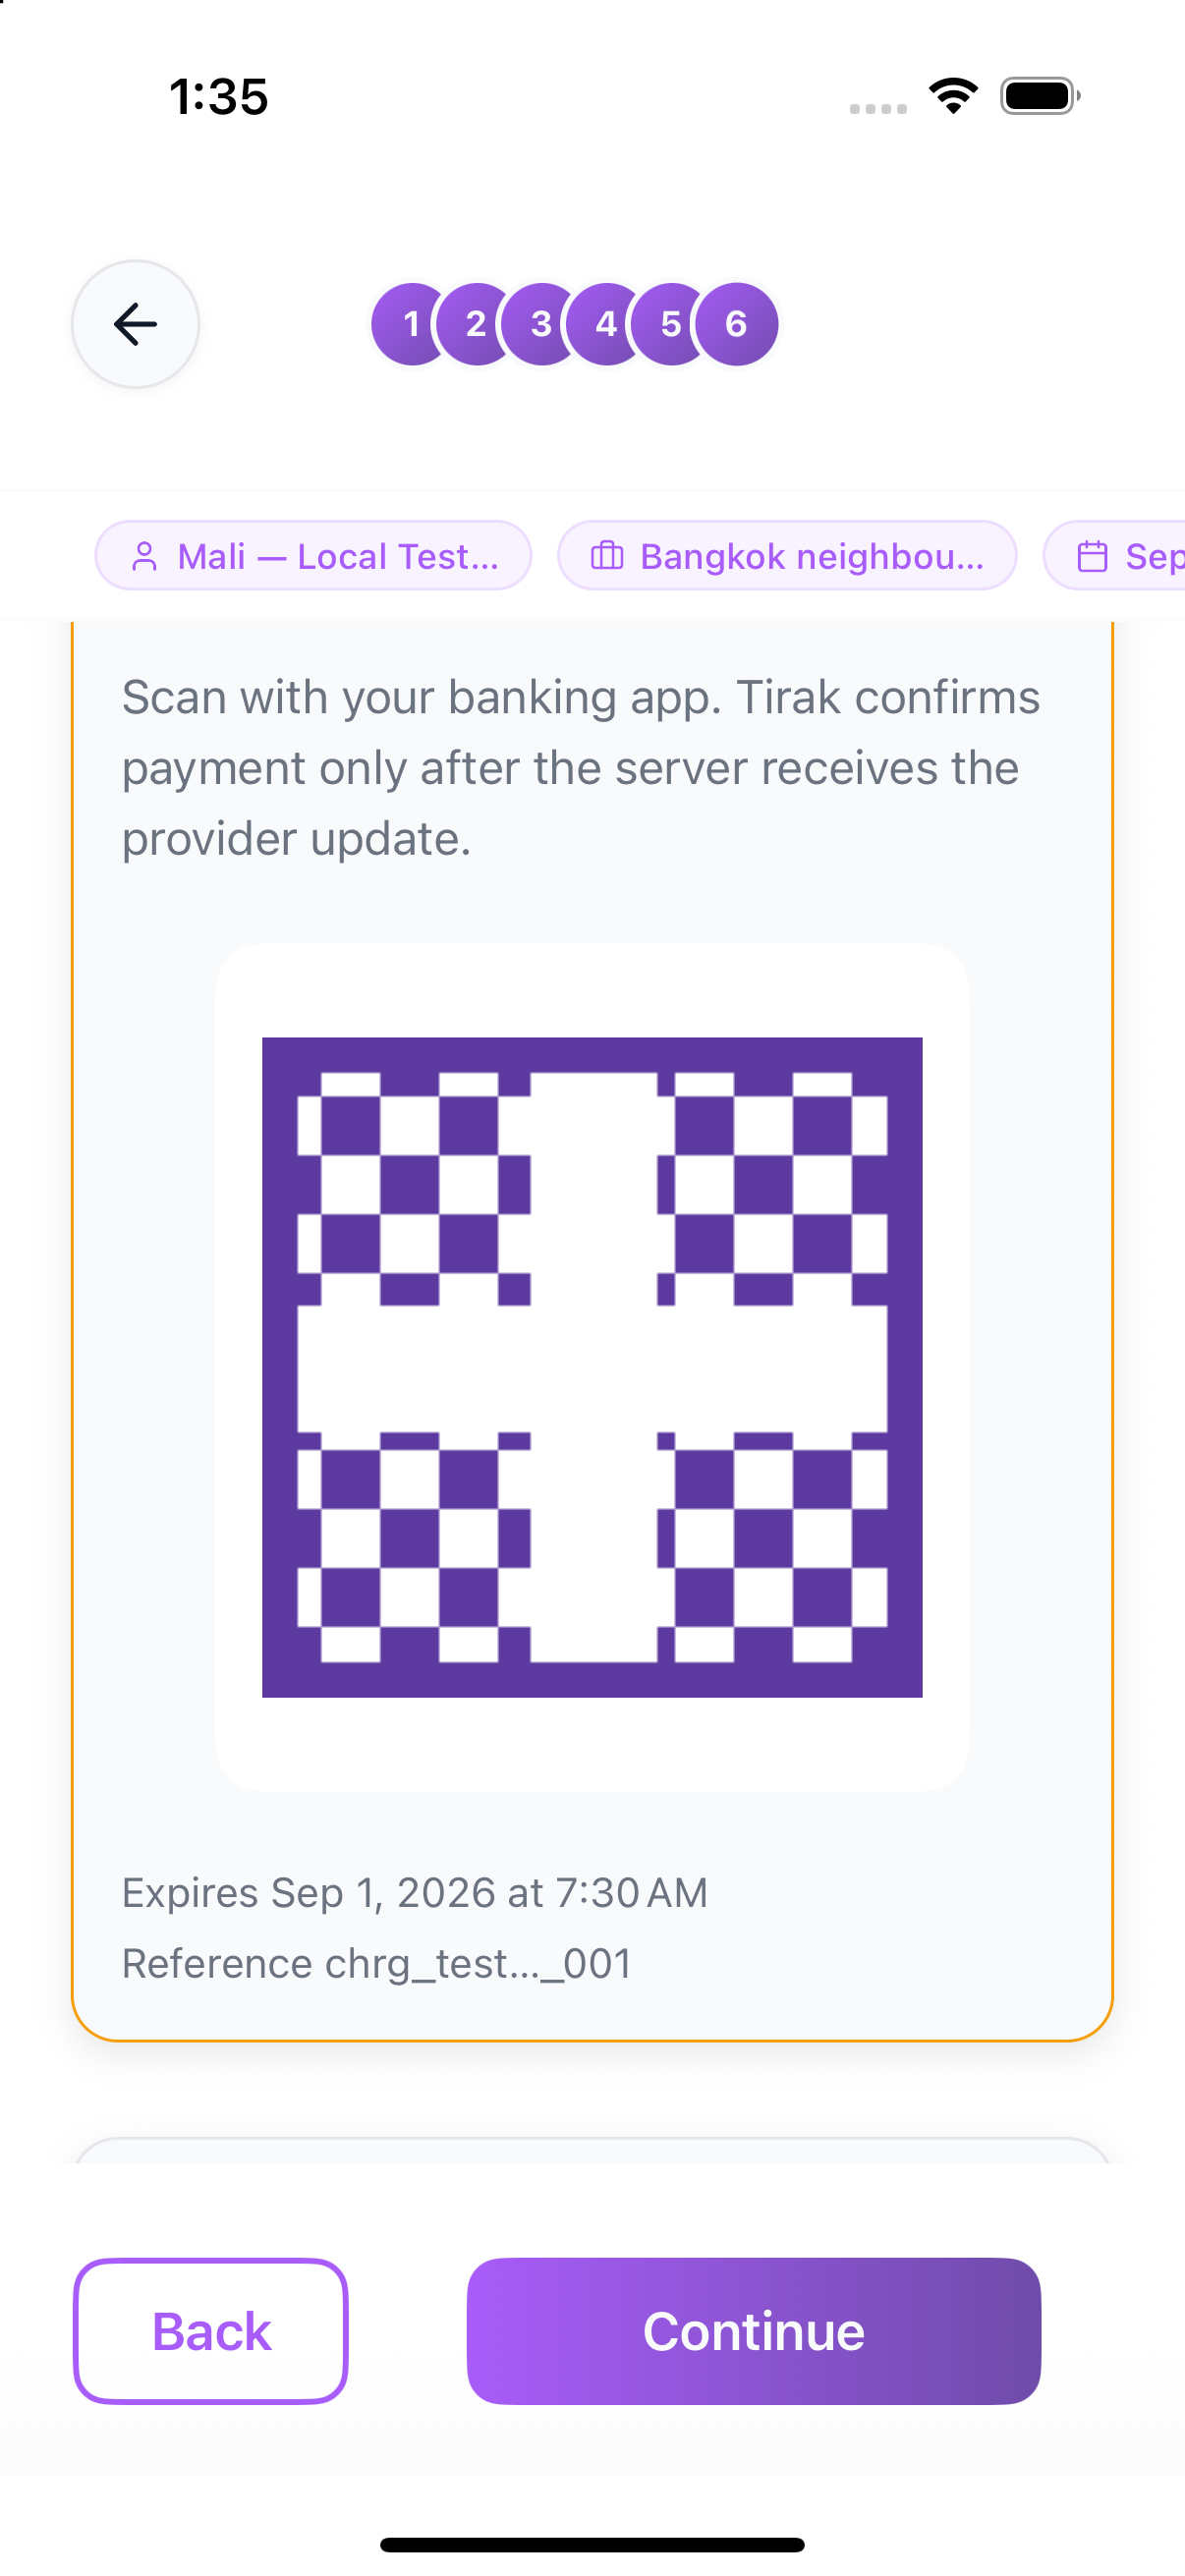 1:35
1 2 3 4 5 6
Mali — Local Test... Bangkok neighbou... Sep
Scan with your banking app. Tirak confirms
payment only after the server receives the
provider update.
Expires Sep 1, 2026 at 7:30 AM
Reference chrg_test..._001
Back Continue